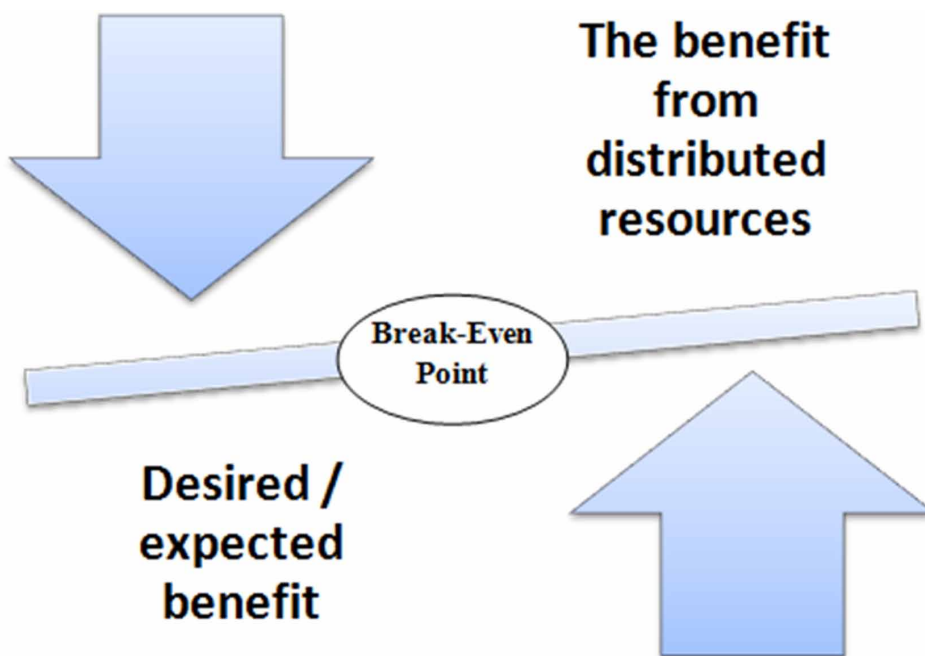 The benefit
from
distributed
resources
Break-Even
Point
Desired /
expected
benefit